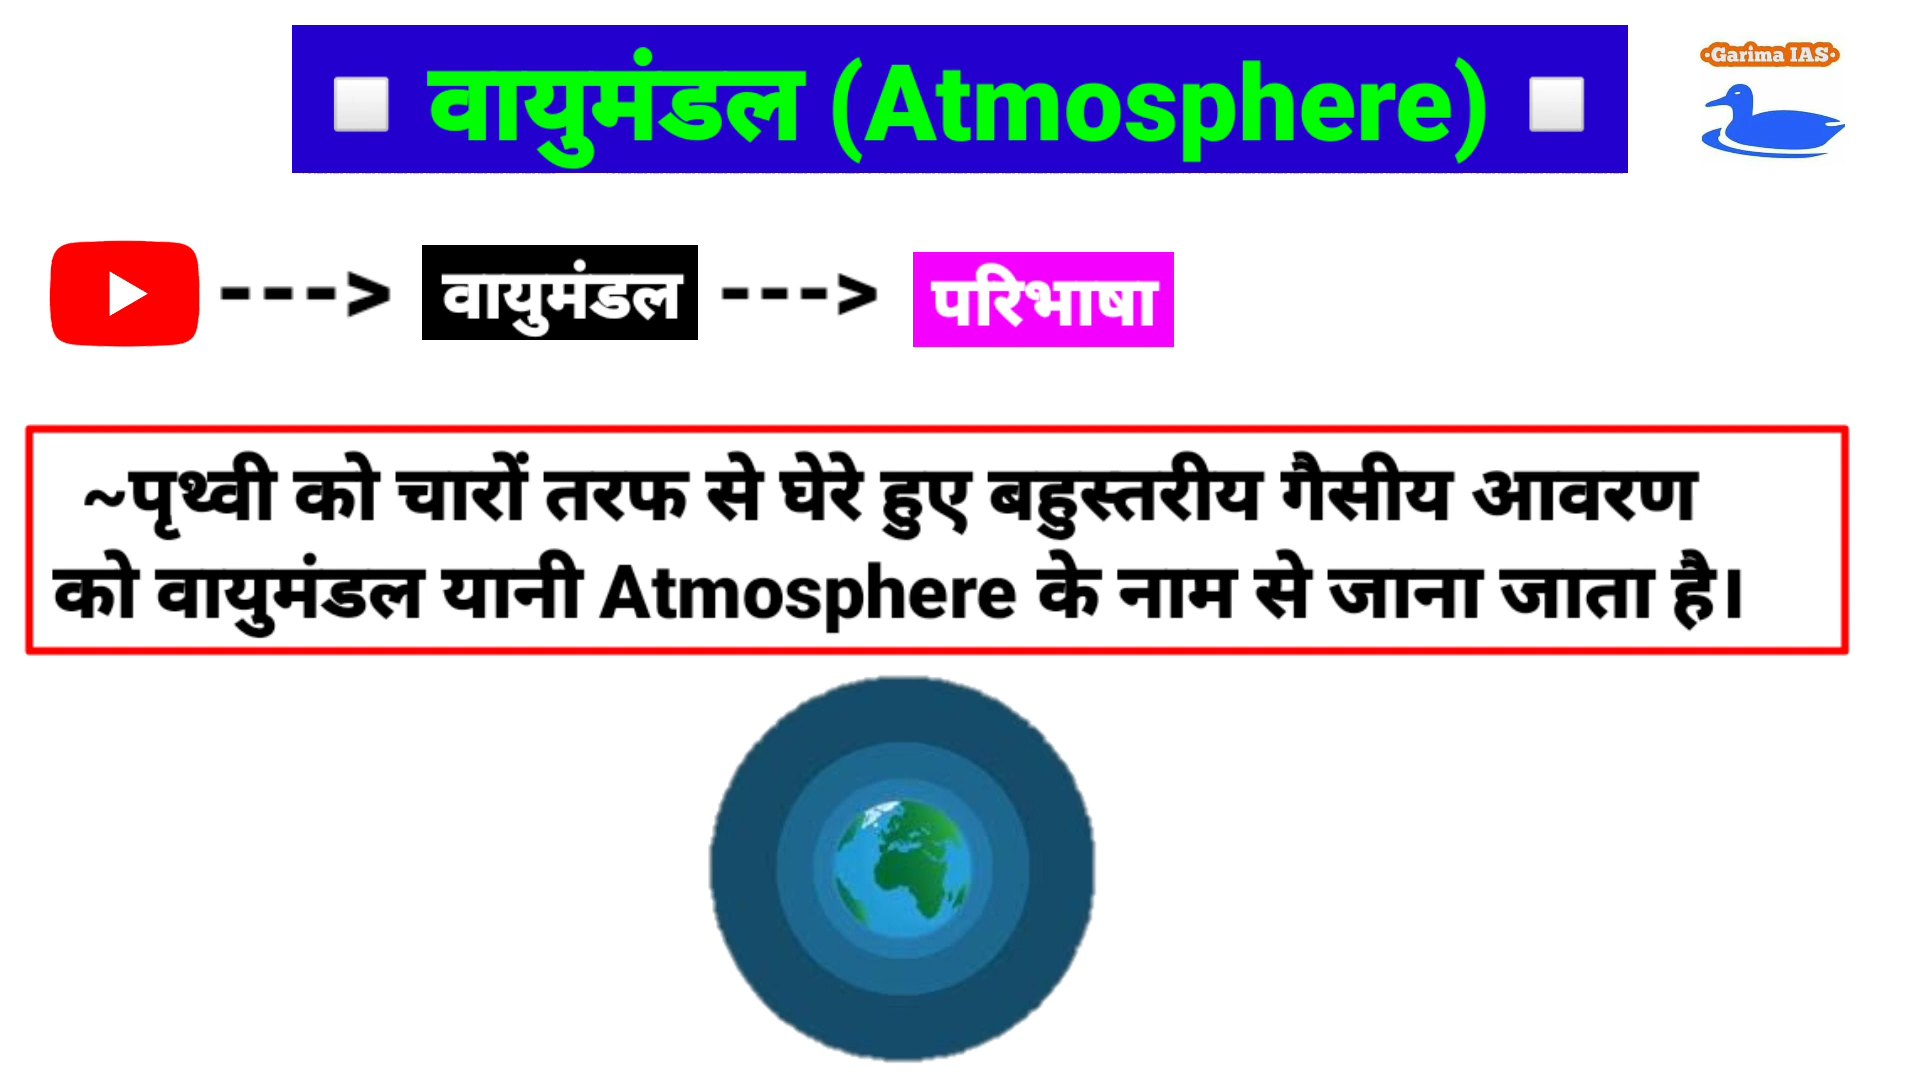 ◻️ वायुमंडल (Atmosphere) ◻️
·Garima IAS·
---> वायुमंडल ---> परिभाषा
~पृथ्वी को चारों तरफ से घेरे हुए बहुस्तरीय गैसीय आवरण
को वायुमंडल यानी Atmosphere के नाम से जाना जाता है।